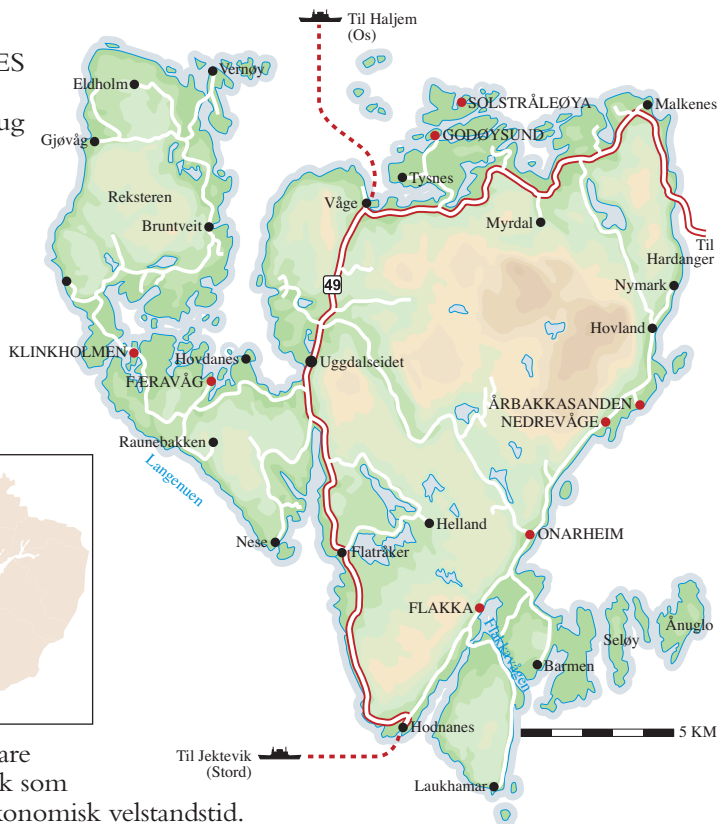 Til Haljem
(Os)
ES
Vernøy
Eldholm
SOLSTRÅLEØYA
Malkenes
ug
GODØYSUND
Gjøvåg
Tysnes
Reksteren
Våge
Bruntveit
Myrdal
Til
Hardanger
49
Nymark
Hovland
KLINKHOLMEN
Hovdanes
Uggdalseidet
FÆRAVÅG
ÅRBAKKASANDEN
NEDREVÅGE
Raunebakken
Langenuen
Helland
ONARHEIM
Nese
Flatråker
FLAKKA
Flakkavågen
Ånuglo
Seløy
Barmen
Hodnanes
5 KM
Til Jektevik
(Stord)
are
k som
Laukhamar
konomisk velstandstid.